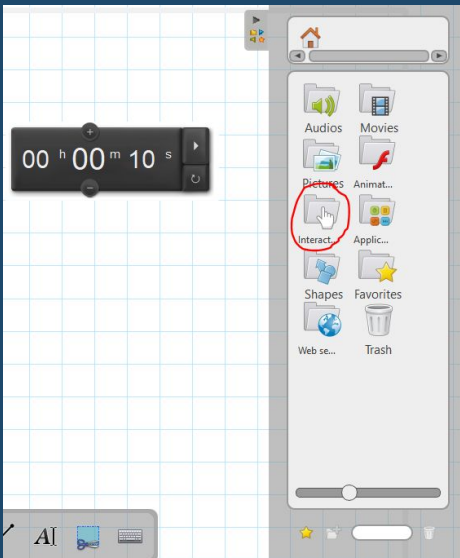 00 h 00 m 10 s
Audios Movies
Pictures Animat...
Interact... Applic...
Shapes Favorites
Web se... Trash
AI